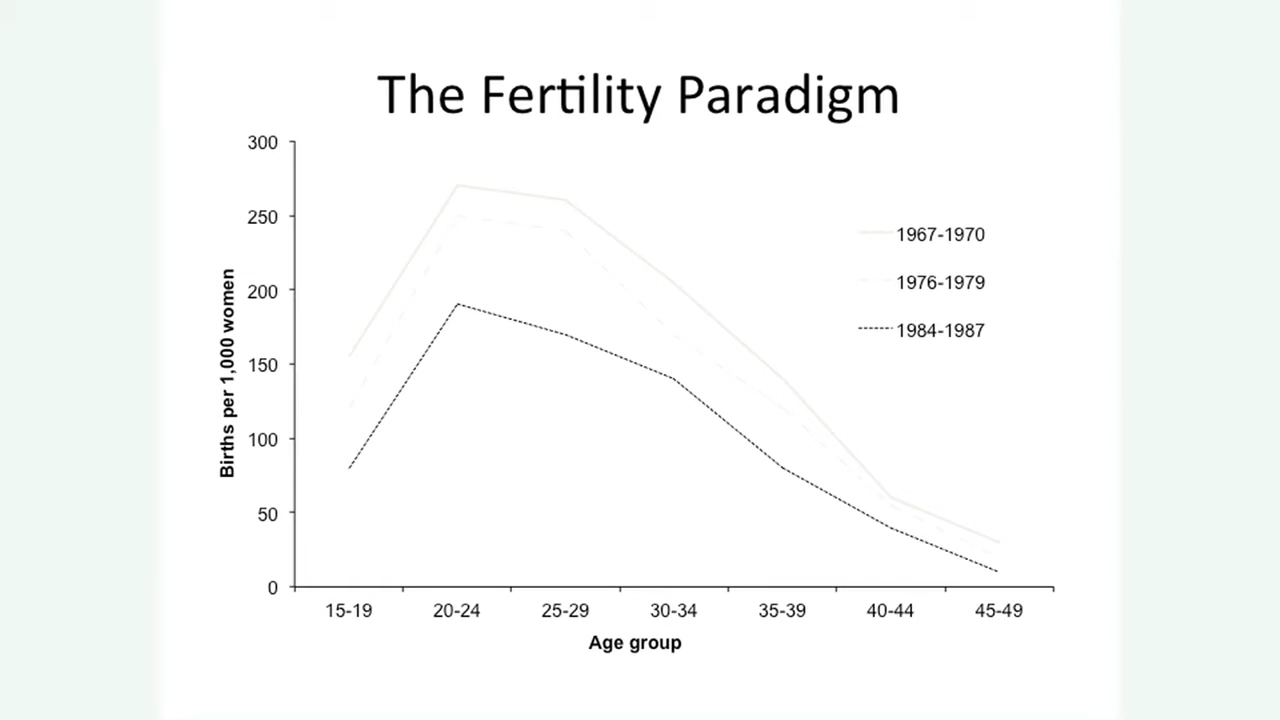 The Fertility Paradigm
300
250
200
150
100
50
0
Births per 1,000 women
15-19 20-24 25-29 30-34 35-39 40-44 45-49
Age group
1967-1970
1976-1979
1984-1987